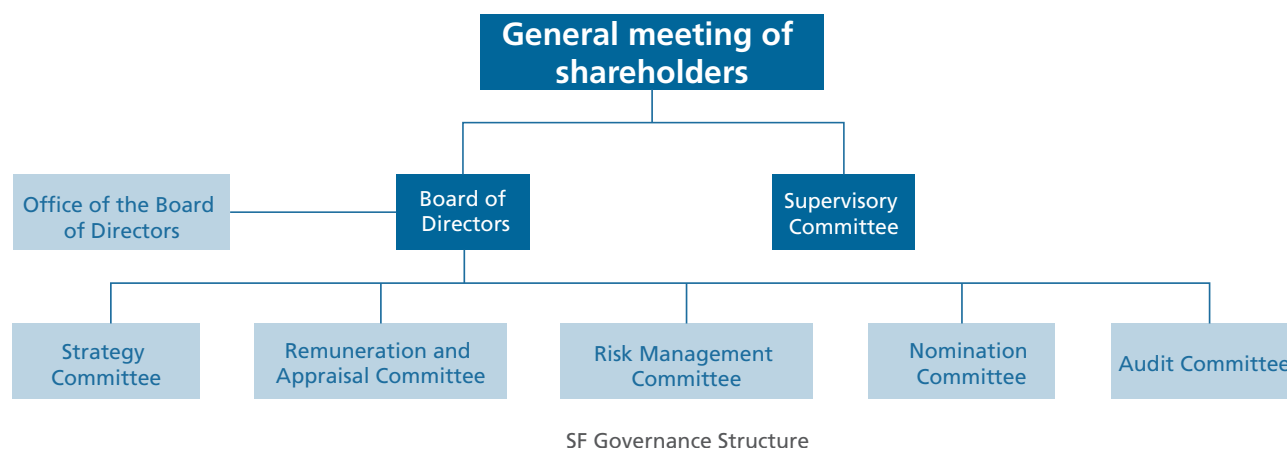 General meeting of
shareholders
Office of the Board
of Directors
Board of
Directors
Supervisory
Committee
Strategy
Committee
Remuneration and
Appraisal Committee
Risk Management
Committee
Nomination
Committee
Audit Committee
SF Governance Structure